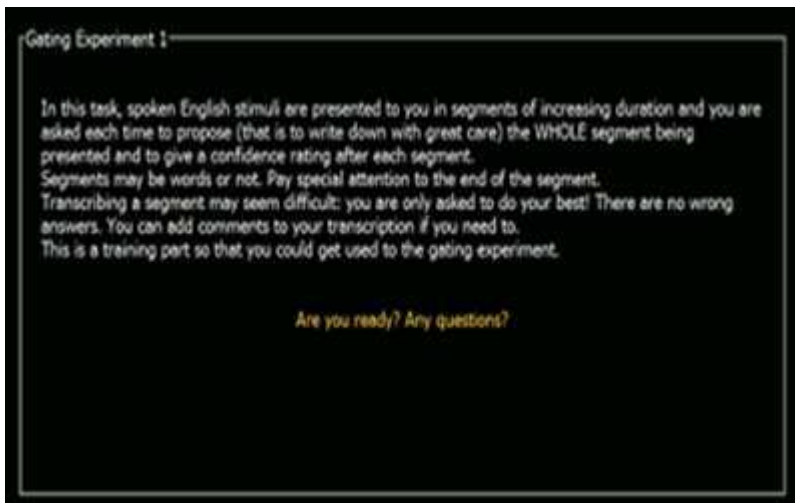 Gating Experiment 1
In this task, spoken English stimuli are presented to you in segments of increasing duration and you are
asked each time to propose (that is to write down with great care) the WHOLE segment being
presented and to give a confidence rating after each segment.
Segments may be words or not. Pay special attention to the end of the segment.
Transcribing a segment may seem difficult: you are only asked to do your best! There are no wrong
answers. You can add comments to your transcription if you need to.
This is a training part so that you could get used to the gating experiment.
Are you ready? Any questions?